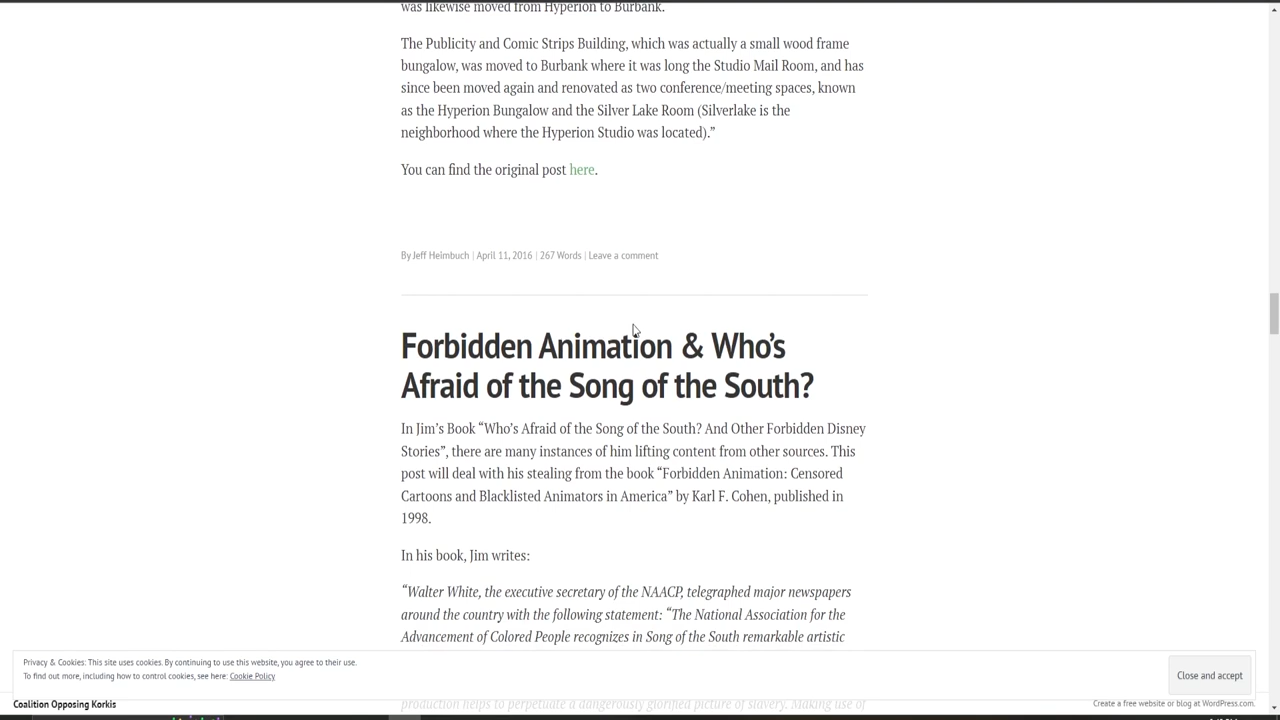 was likewise moved from Hyperion to Burbank.
The Publicity and Comic Strips Building, which was actually a small wood frame
bungalow, was moved to Burbank where it was long the Studio Mail Room, and has
since been moved again and renovated as two conference/meeting spaces, known
as the Hyperion Bungalow and the Silver Lake Room (Silverlake is the
neighborhood where the Hyperion Studio was located).”
You can find the original post here.
By Jeff Heimbuch | April 11, 2016 | 267 Words | Leave a comment
Forbidden Animation & Who’s
Afraid of the Song of the South?
In Jim’s Book “Who’s Afraid of the Song of the South? And Other Forbidden Disney
Stories”, there are many instances of him lifting content from other sources. This
post will deal with his stealing from the book “Forbidden Animation: Censored
Cartoons and Blacklisted Animators in America” by Karl F. Cohen, published in
1998.
In his book, Jim writes:
“Walter White, the executive secretary of the NAACP, telegraphed major newspapers
around the country with the following statement: “The National Association for the
Advancement of Colored People recognizes in Song of the South remarkable artistic
Privacy & Cookies: This site uses cookies. By continuing to use this website, you agree to their use.
To find out more, including how to control cookies, see here: Cookie Policy
Close and accept
production helps to perpetuate a dangerously glorified picture of slavery. Making use of
Coalition Opposing Korkis
Create a free website or blog at WordPress.com.